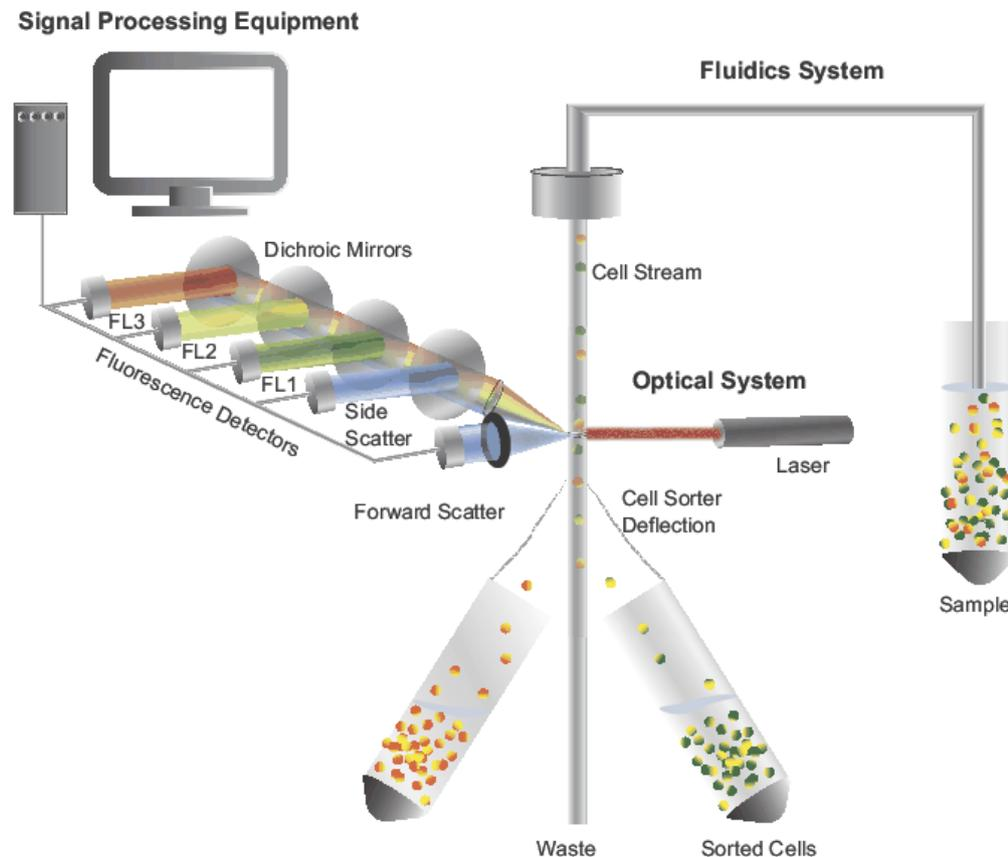 Signal Processing Equipment
Fluidics System
Dichroic Mirrors
Cell Stream
FL3
FL2
FL1
Side
Scatter
Fluorescence Detectors
Optical System
Laser
Forward Scatter
Cell Sorter
Deflection
Sample
Waste
Sorted Cells